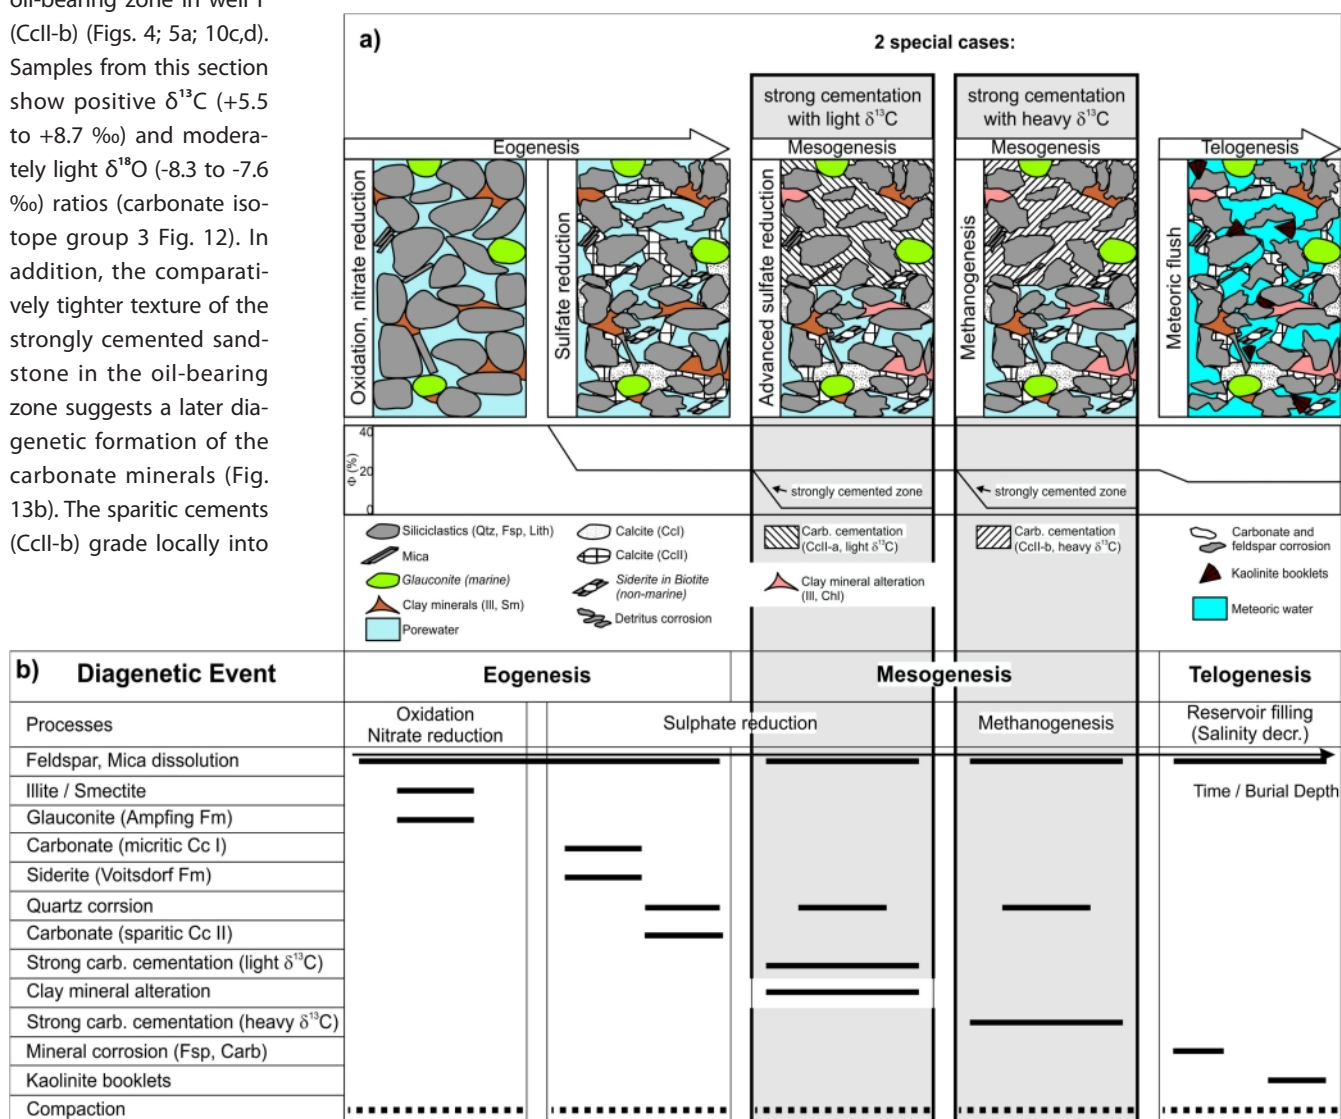 oil-bearing zone in well T
(CcII-b) (Figs. 4; 5a; 10c,d).
Samples from this section
show positive δ¹³C (+5.5
to +8.7 ‰) and modera-
tely light δ¹⁸O (-8.3 to -7.6
‰) ratios (carbonate iso-
tope group 3 Fig. 12). In
addition, the comparati-
vely tighter texture of the
strongly cemented sand-
stone in the oil-bearing
zone suggests a later dia-
genetic formation of the
carbonate minerals (Fig.
13b). The sparitic cements
(CcII-b) grade locally into
a)
2 special cases:
strong cementation
with light δ¹³C
strong cementation
with heavy δ¹³C
Eogenesis
Mesogenesis
Mesogenesis
Telogenesis
Oxidation, nitrate reduction
Sulfate reduction
Advanced sulfate reduction
Methanogenesis
Meteoric flush
Φ (%)
40
20
0
strongly cemented zone
strongly cemented zone
Siliciclastics (Qtz, Fsp, Lith)
Mica
Glauconite (marine)
Clay minerals (Ill, Sm)
Porewater
Calcite (CcI)
Calcite (CcII)
Siderite in Biotite
(non-marine)
Detritus corrosion
Carb. cementation
(CcII-a, light δ¹³C)
Clay mineral alteration
(Ill, Chl)
Carb. cementation
(CcII-b, heavy δ¹³C)
Carbonate and
feldspar corrosion
Kaolinite booklets
Meteoric water
b) Diagenetic Event
Eogenesis
Mesogenesis
Telogenesis
Processes
Oxidation
Nitrate reduction
Sulphate reduction
Methanogenesis
Reservoir filling
(Salinity decr.)
Feldspar, Mica dissolution
Illite / Smectite
Time / Burial Depth
Glauconite (Ampfing Fm)
Carbonate (micritic Cc I)
Siderite (Voitsdorf Fm)
Quartz corrsion
Carbonate (sparitic Cc II)
Strong carb. cementation (light δ¹³C)
Clay mineral alteration
Strong carb. cementation (heavy δ¹³C)
Mineral corrosion (Fsp, Carb)
Kaolinite booklets
Compaction